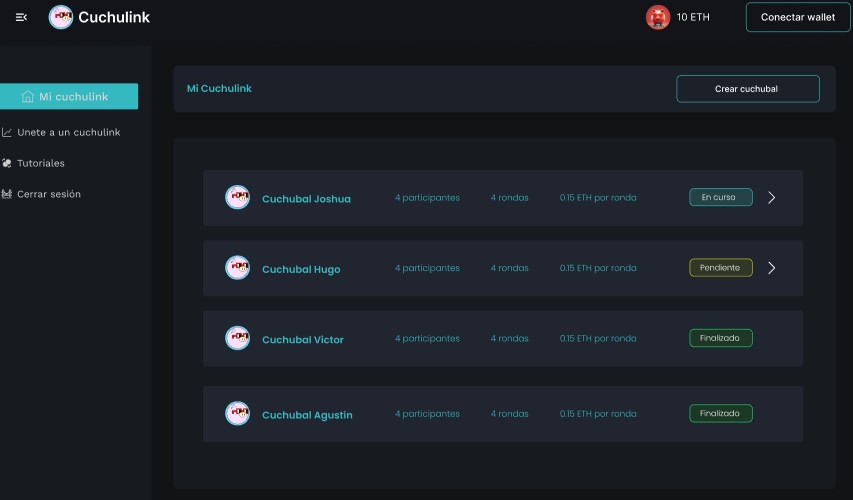 Cuchulink
10 ETH
Conectar wallet
Mi cuchulink
Unete a un cuchulink
Tutoriales
Cerrar sesión
Mi Cuchulink
Crear cuchubal
Cuchubal Joshua 4 participantes 4 rondas 0.15 ETH por ronda En curso
Cuchubal Hugo 4 participantes 4 rondas 0.15 ETH por ronda Pendiente
Cuchubal Victor 4 participantes 4 rondas 0.15 ETH por ronda Finalizado
Cuchubal Agustin 4 participantes 4 rondas 0.15 ETH por ronda Finalizado